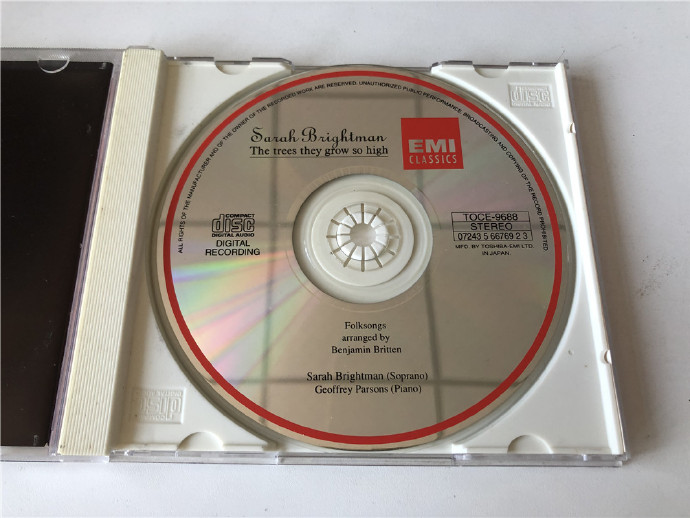 ALL RIGHTS OF THE MANUFACTURER AND OF THE OWNER OF THE RECORDED WORK ARE RESERVED. UNAUTHORIZED PUBLIC PERFORMANCE, BROADCASTING AND COPYING OF THE RECORD PROHIBITED
Sarah Brightman
The trees they grow so high
EMI
CLASSICS
COMPACT
disc
DIGITAL AUDIO
DIGITAL
RECORDING
TOCE-9688
STEREO
07243 5 66769 2 3
MFD. BY TOSHIBA-EMI LTD.
IN JAPAN.
Folksongs
arranged by
Benjamin Britten
Sarah Brightman (Soprano)
Geoffrey Parsons (Piano)
disc